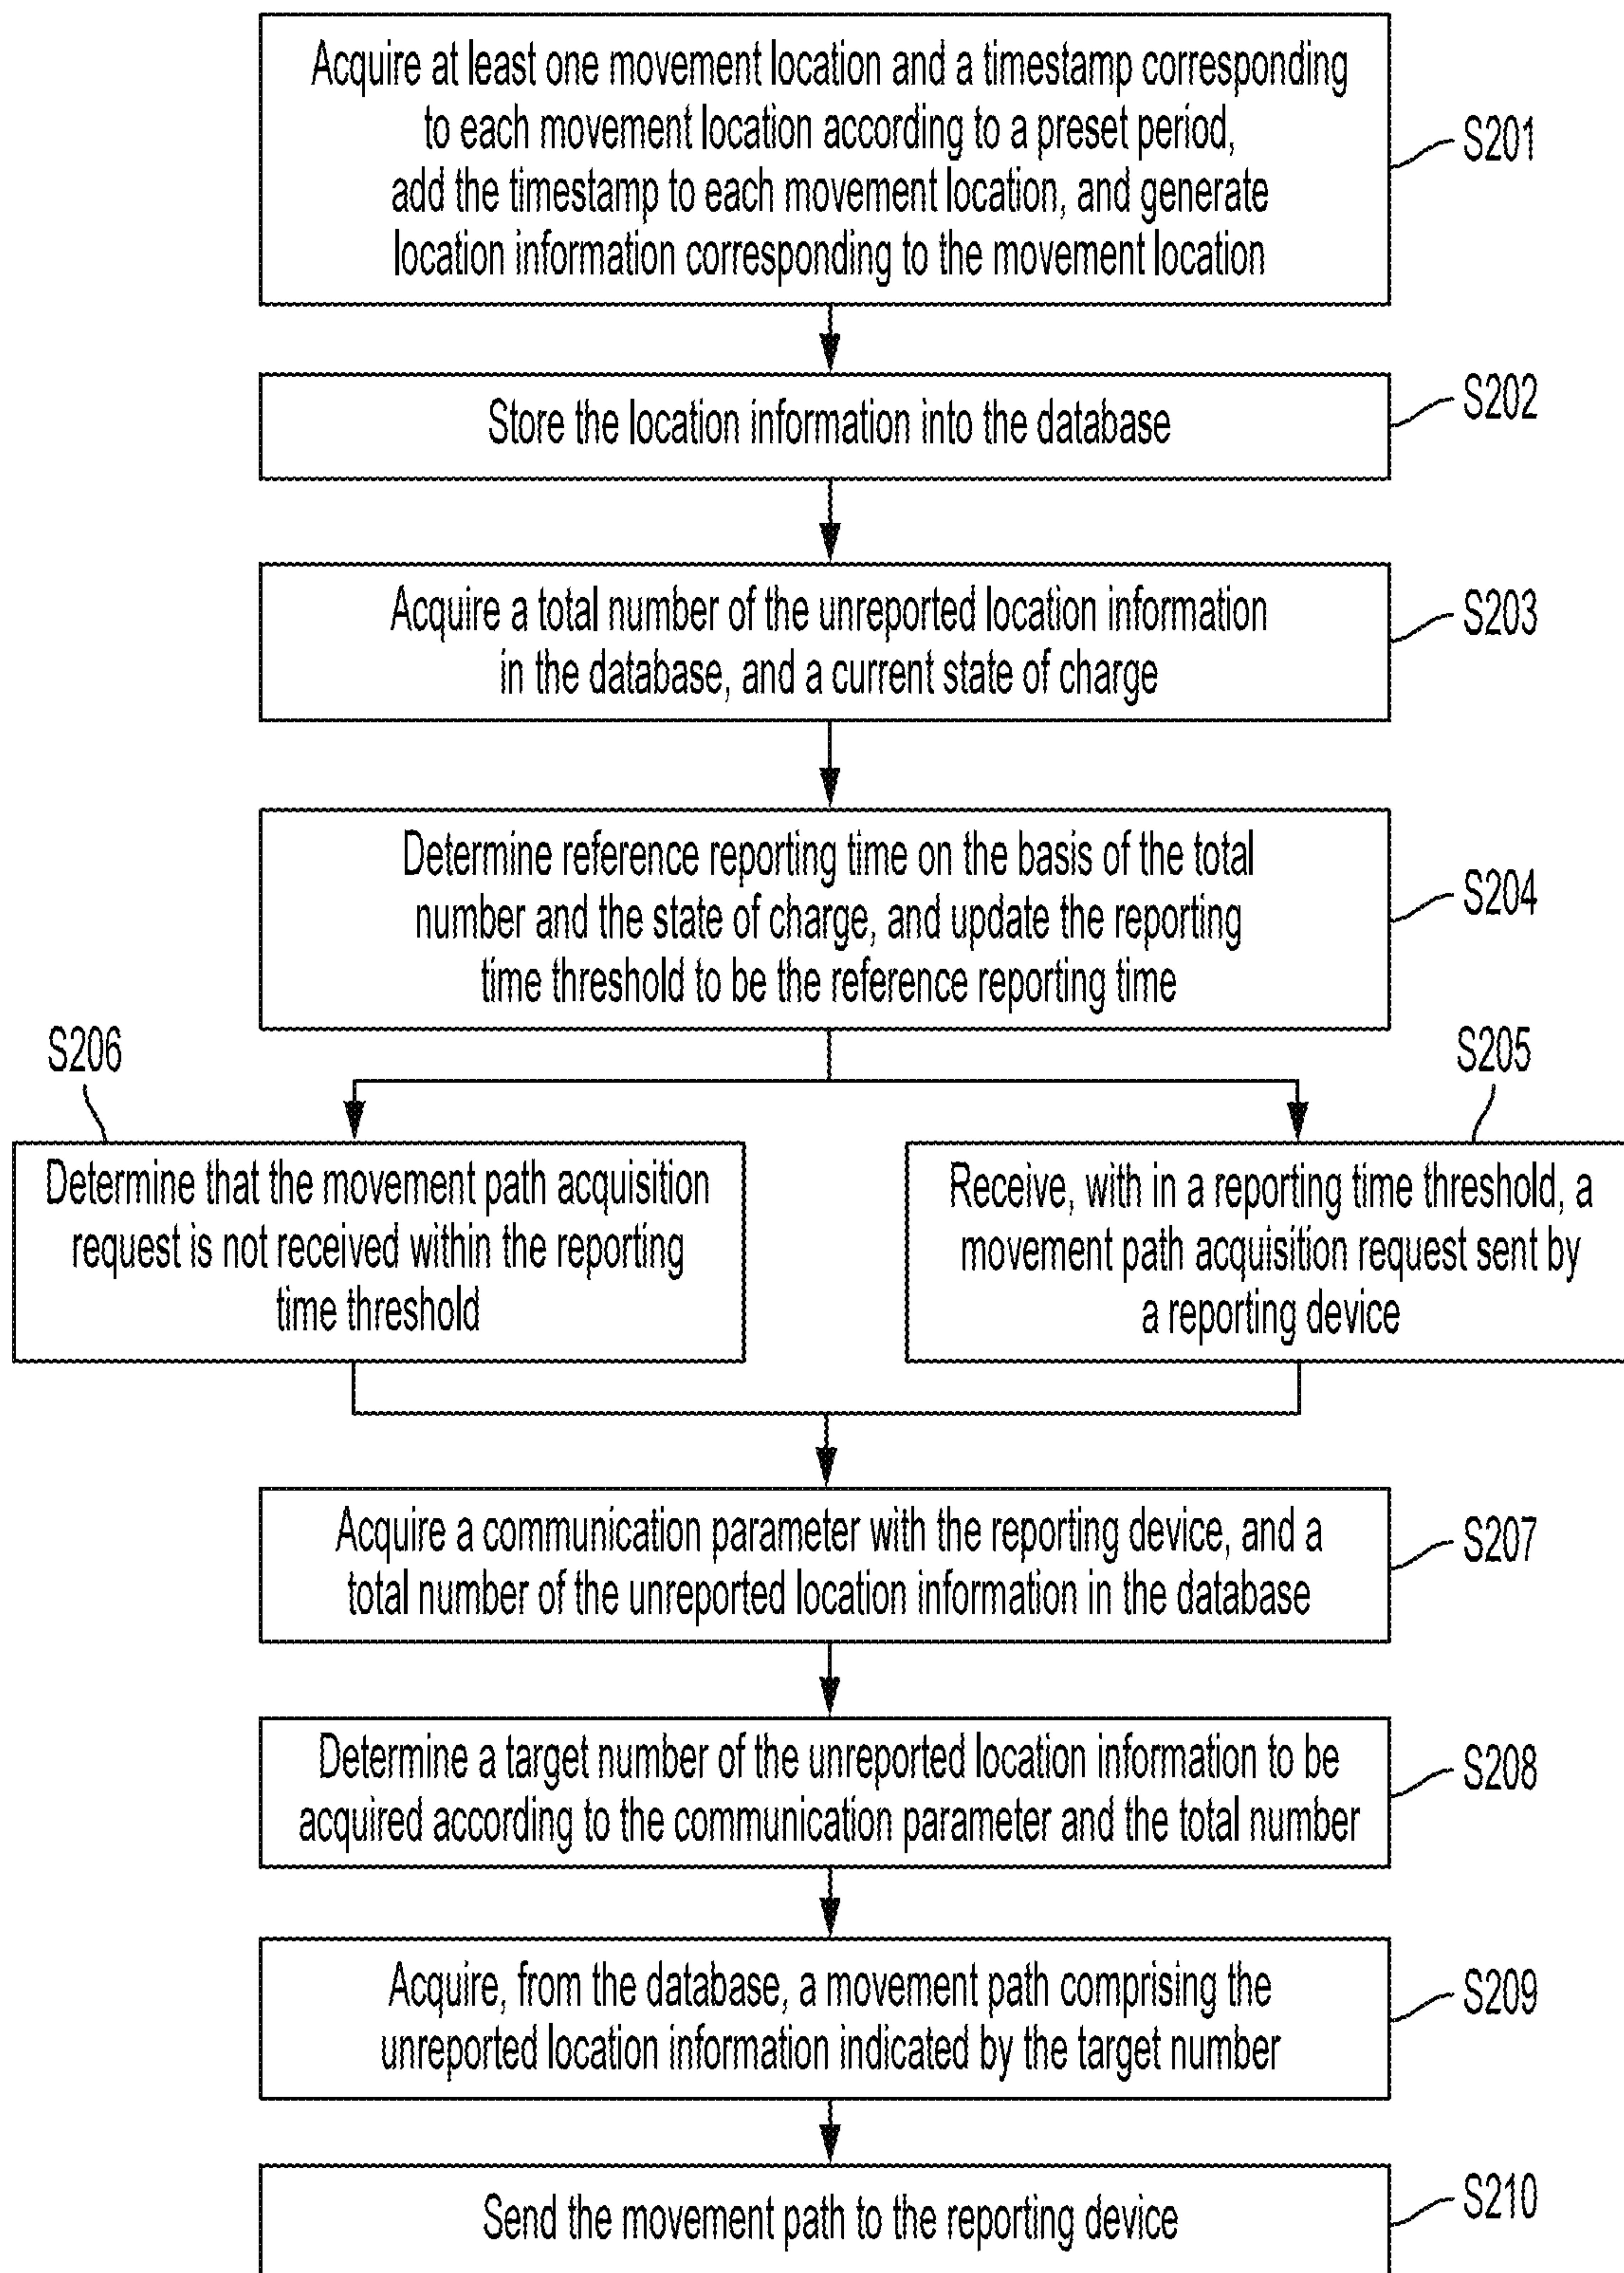 Acquire at least one movement location and a timestamp corresponding
to each movement location according to a preset period,
add the timestamp to each movement location, and generate
location information corresponding to the movement location
S201
Store the location information into the database
S202
Acquire a total number of the unreported location information
in the database, and a current state of charge
S203
Determine reference reporting time on the basis of the total
number and the state of charge, and update the reporting
time threshold to be the reference reporting time
S204
S206
Determine that the movement path acquisition
request is not received within the reporting
time threshold
S205
Receive, with in a reporting time threshold, a
movement path acquisition request sent by
a reporting device
Acquire a communication parameter with the reporting device, and a
total number of the unreported location information in the database
S207
Determine a target number of the unreported location information to be
acquired according to the communication parameter and the total number
S208
Acquire, from the database, a movement path comprising the
unreported location information indicated by the target number
S209
Send the movement path to the reporting device
S210